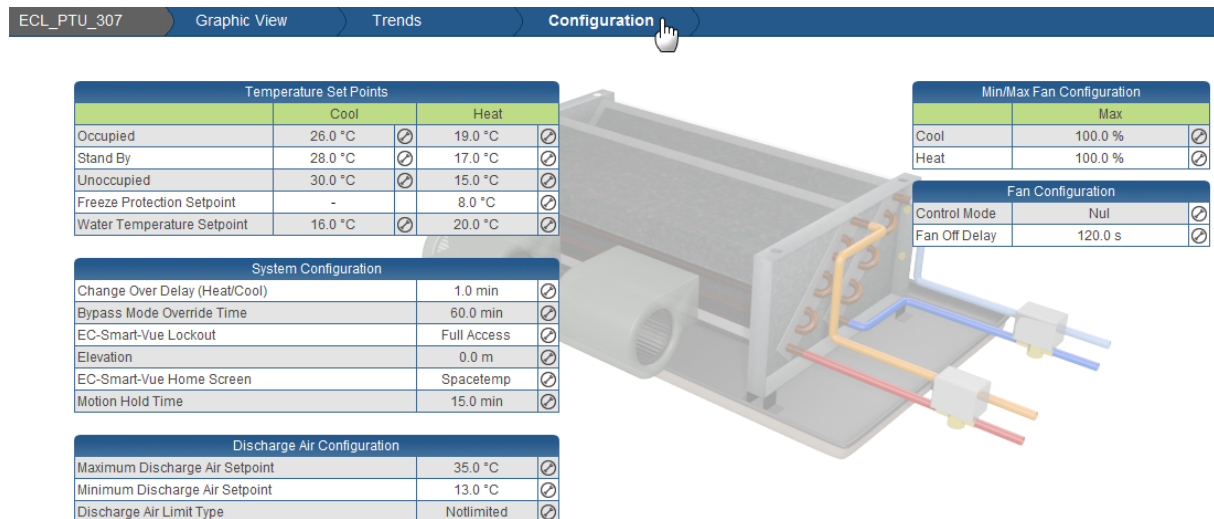 ECL_PTU_307 Graphic View Trends Configuration
Temperature Set Points
Cool Heat
Occupied 26.0 °C 19.0 °C
Stand By 28.0 °C 17.0 °C
Unoccupied 30.0 °C 15.0 °C
Freeze Protection Setpoint - 8.0 °C
Water Temperature Setpoint 16.0 °C 20.0 °C
System Configuration
Change Over Delay (Heat/Cool) 1.0 min
Bypass Mode Override Time 60.0 min
EC-Smart-Vue Lockout Full Access
Elevation 0.0 m
EC-Smart-Vue Home Screen Spacetemp
Motion Hold Time 15.0 min
Discharge Air Configuration
Maximum Discharge Air Setpoint 35.0 °C
Minimum Discharge Air Setpoint 13.0 °C
Discharge Air Limit Type Notlimited
Min/Max Fan Configuration
Max
Cool 100.0 %
Heat 100.0 %
Fan Configuration
Control Mode Nul
Fan Off Delay 120.0 s